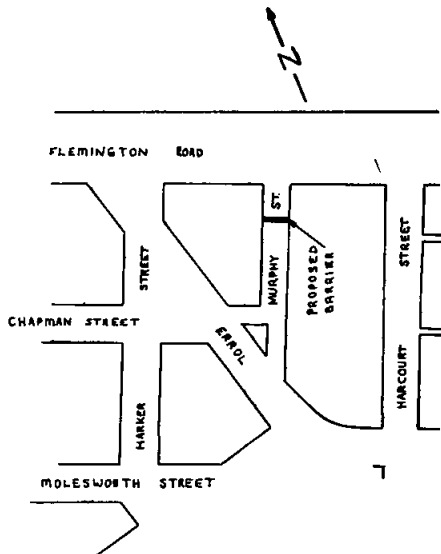 N
FLEMINGTON ROAD
ST.
MURPHY
PROPOSED
BARRIER
STREET
HARCOURT
STREET
HARKER
CHAPMAN STREET
ERROL
MOLESWORTH STREET